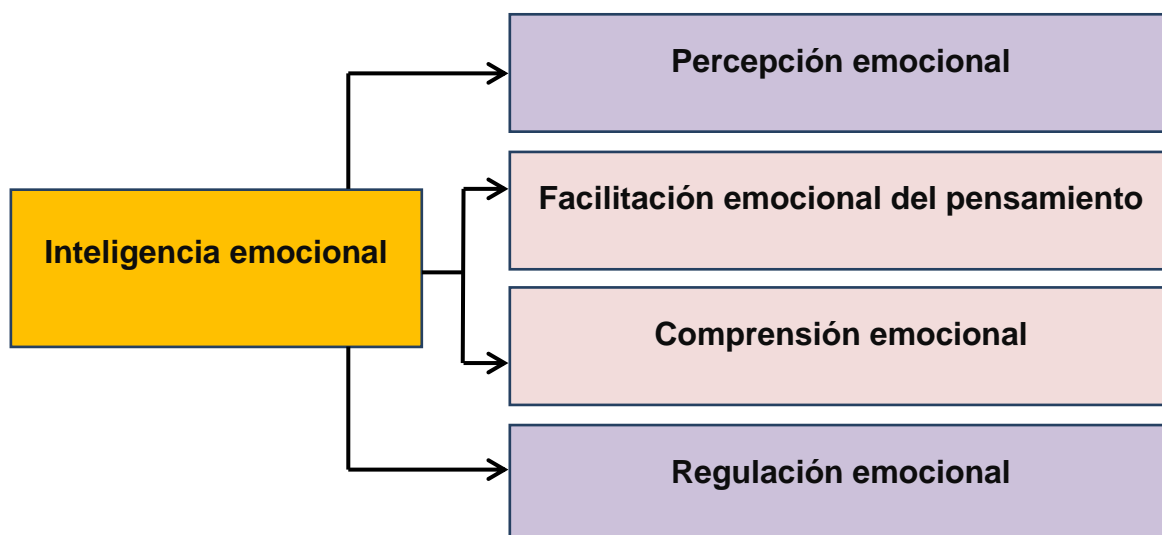 Percepción emocional
Facilitación emocional del pensamiento
Inteligencia emocional
Comprensión emocional
Regulación emocional